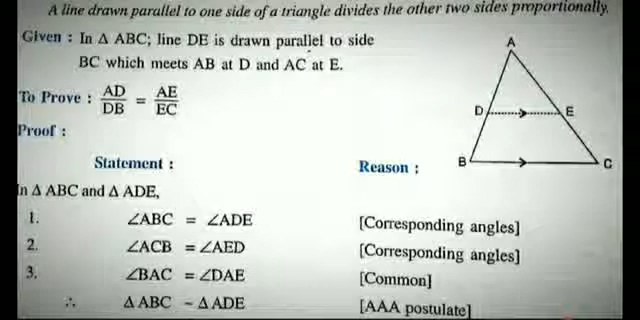 A line drawn parallel to one side of a triangle divides the other two sides proportionally.
Given : In Δ ABC; line DE is drawn parallel to side
BC which meets AB at D and AC at E.
To Prove : AD/DB = AE/EC
Proof :
Statement : Reason :
In Δ ABC and Δ ADE,
1. ∠ABC = ∠ADE [Corresponding angles]
2. ∠ACB = ∠AED [Corresponding angles]
3. ∠BAC = ∠DAE [Common]
∴ Δ ABC ~ Δ ADE [AAA postulate]
A
D E
B C